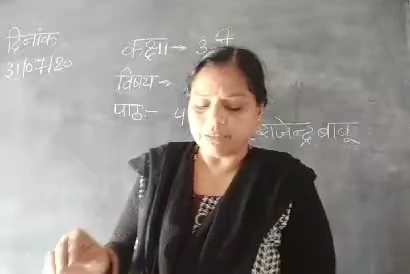 दिनांक
31/07/20
कक्षा → 3 री
विषय →
पाठ:- 4
राजेन्द्र बाबू